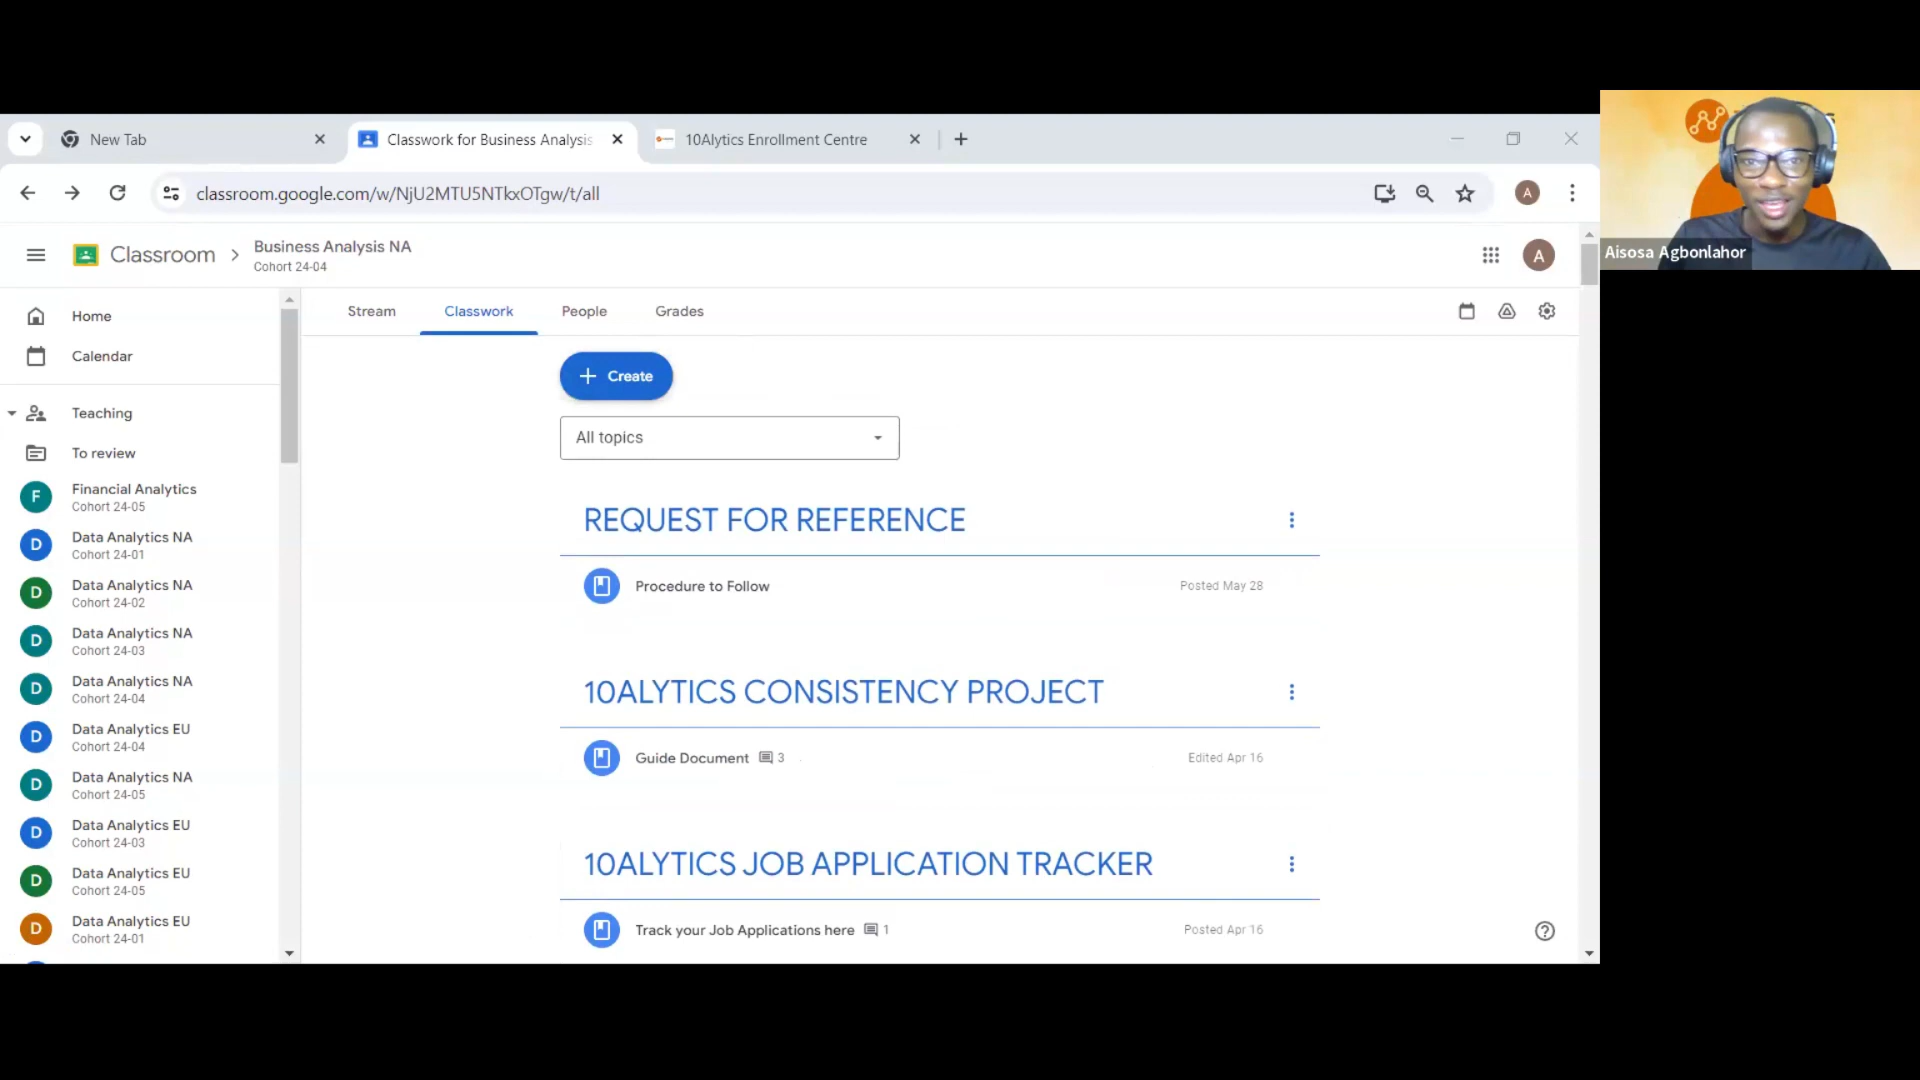 New Tab
Classwork for Business Analysis
10Alytics Enrollment Centre
classroom.google.com/w/NjU2MTU5NTkxOTgw/t/all
A
Classroom
Business Analysis NA
Cohort 24-04
A
Aisosa Agbonlahor
Home
Calendar
Teaching
To review
F
Financial Analytics
Cohort 24-05
D
Data Analytics NA
Cohort 24-01
D
Data Analytics NA
Cohort 24-02
D
Data Analytics NA
Cohort 24-03
D
Data Analytics NA
Cohort 24-04
D
Data Analytics EU
Cohort 24-04
D
Data Analytics NA
Cohort 24-05
D
Data Analytics EU
Cohort 24-03
D
Data Analytics EU
Cohort 24-05
D
Data Analytics EU
Cohort 24-01
Stream
Classwork
People
Grades
Create
All topics
REQUEST FOR REFERENCE
Procedure to Follow
Posted May 28
10ALYTICS CONSISTENCY PROJECT
Guide Document
3
Edited Apr 16
10ALYTICS JOB APPLICATION TRACKER
Track your Job Applications here
1
Posted Apr 16